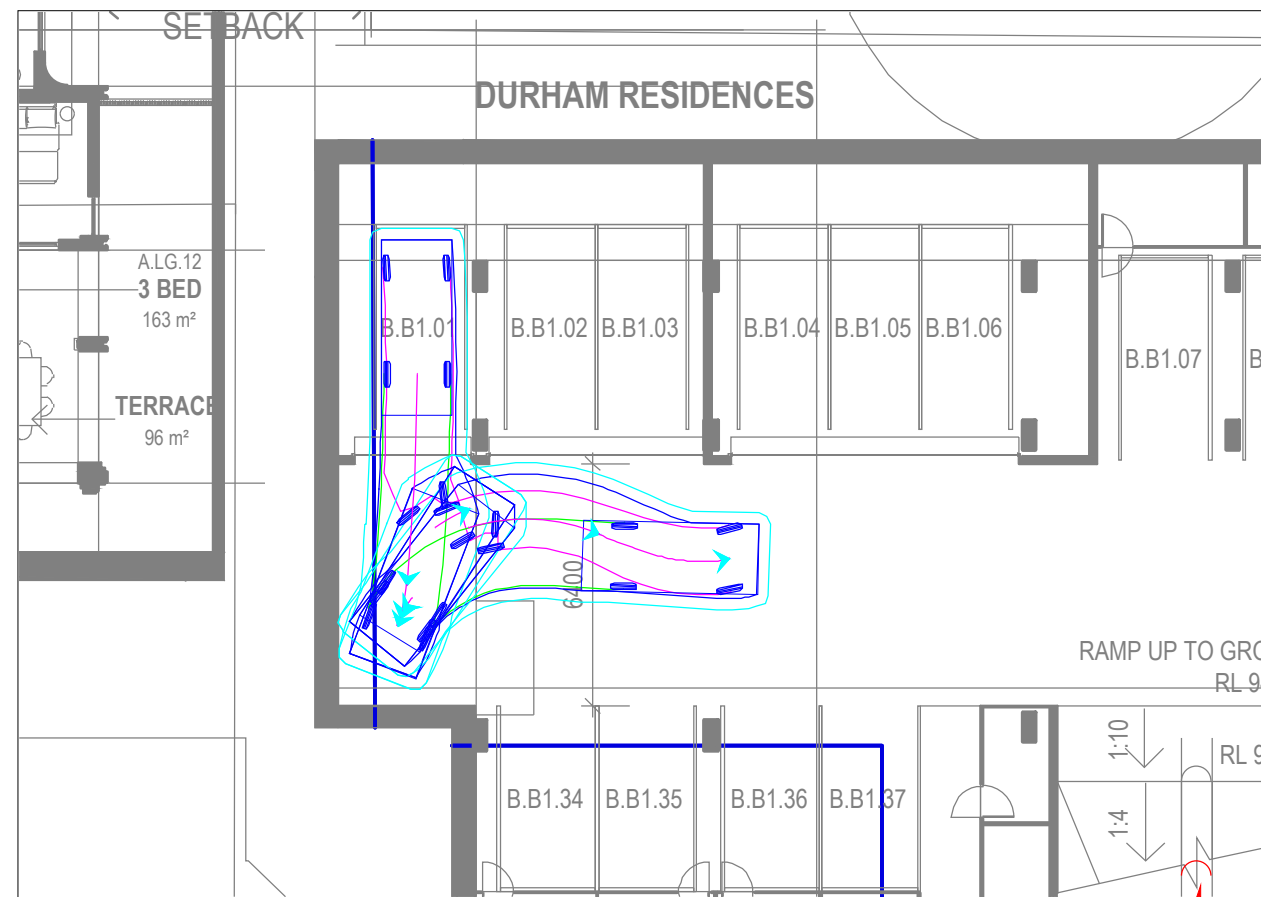 SETBACK
DURHAM RESIDENCES
A.LG.12
3 BED
163 m²
TERRACE
96 m²
B.B1.01
B.B1.02
B.B1.03
B.B1.04
B.B1.05
B.B1.06
B.B1.07
B
6400
RAMP UP TO GRO
RL 9
B.B1.34
B.B1.35
B.B1.36
B.B1.37
1:10
RL 9
1:4